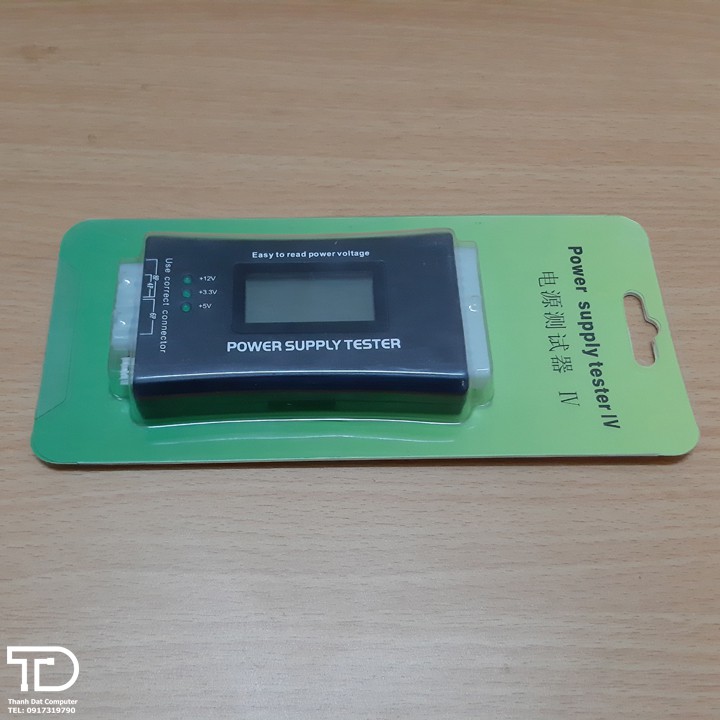 Power supply tester IV
电源测试器 IV
Easy to read power voltage
+12V
+3.3V
+5V
Use correct connector
POWER SUPPLY TESTER
TD
Thanh Dat Computer
TEL: 0917319790